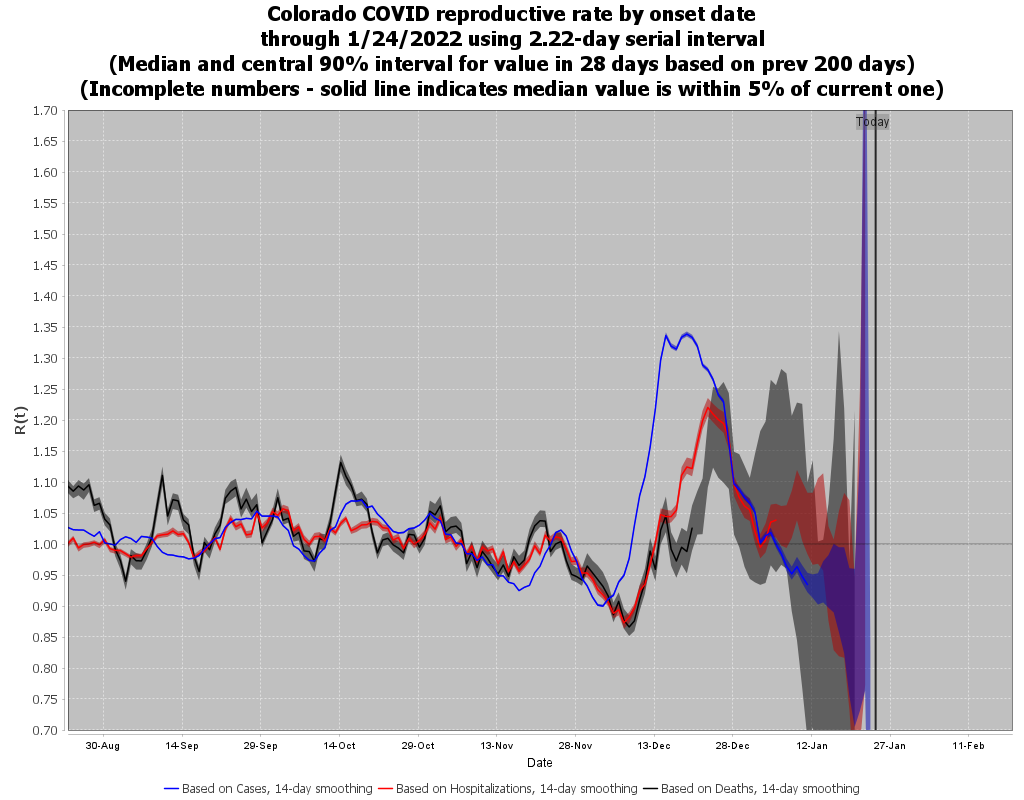 Colorado COVID reproductive rate by onset date
through 1/24/2022 using 2.22-day serial interval
(Median and central 90% interval for value in 28 days based on prev 200 days)
(Incomplete numbers - solid line indicates median value is within 5% of current one)
Today
R(t)
1.70
1.65
1.60
1.55
1.50
1.45
1.40
1.35
1.30
1.25
1.20
1.15
1.10
1.05
1.00
0.95
0.90
0.85
0.80
0.75
0.70
30-Aug 14-Sep 29-Sep 14-Oct 29-Oct 13-Nov 28-Nov 13-Dec 28-Dec 12-Jan 27-Jan 11-Feb
Date
Based on Cases, 14-day smoothing Based on Hospitalizations, 14-day smoothing Based on Deaths, 14-day smoothing